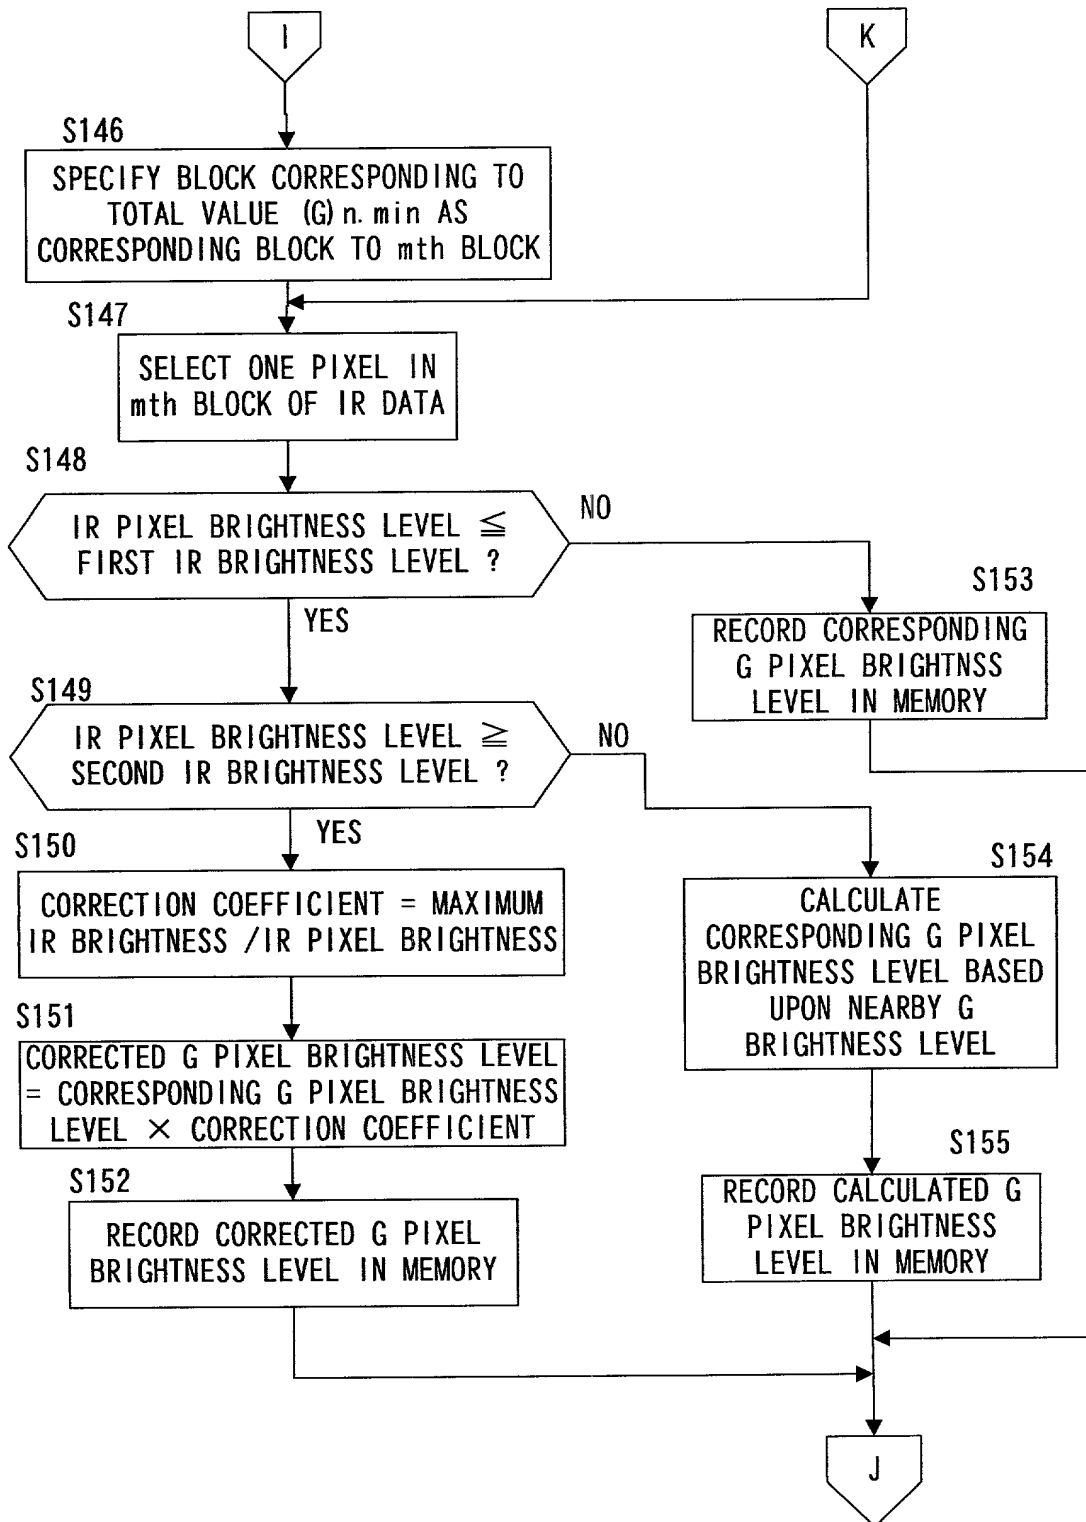 I
K
S146
SPECIFY BLOCK CORRESPONDING TO
TOTAL VALUE (G)n.min AS
CORRESPONDING BLOCK TO mth BLOCK
S147
SELECT ONE PIXEL IN
mth BLOCK OF IR DATA
S148
IR PIXEL BRIGHTNESS LEVEL ≦
FIRST IR BRIGHTNESS LEVEL ?
NO
YES
S153
RECORD CORRESPONDING
G PIXEL BRIGHTNSS
LEVEL IN MEMORY
S149
IR PIXEL BRIGHTNESS LEVEL ≧
SECOND IR BRIGHTNESS LEVEL ?
NO
YES
S150
CORRECTION COEFFICIENT = MAXIMUM
IR BRIGHTNESS /IR PIXEL BRIGHTNESS
S154
CALCULATE
CORRESPONDING G PIXEL
BRIGHTNESS LEVEL BASED
UPON NEARBY G
BRIGHTNESS LEVEL
S151
CORRECTED G PIXEL BRIGHTNESS LEVEL
= CORRESPONDING G PIXEL BRIGHTNESS
LEVEL × CORRECTION COEFFICIENT
S152
RECORD CORRECTED G PIXEL
BRIGHTNESS LEVEL IN MEMORY
S155
RECORD CALCULATED G
PIXEL BRIGHTNESS
LEVEL IN MEMORY
J